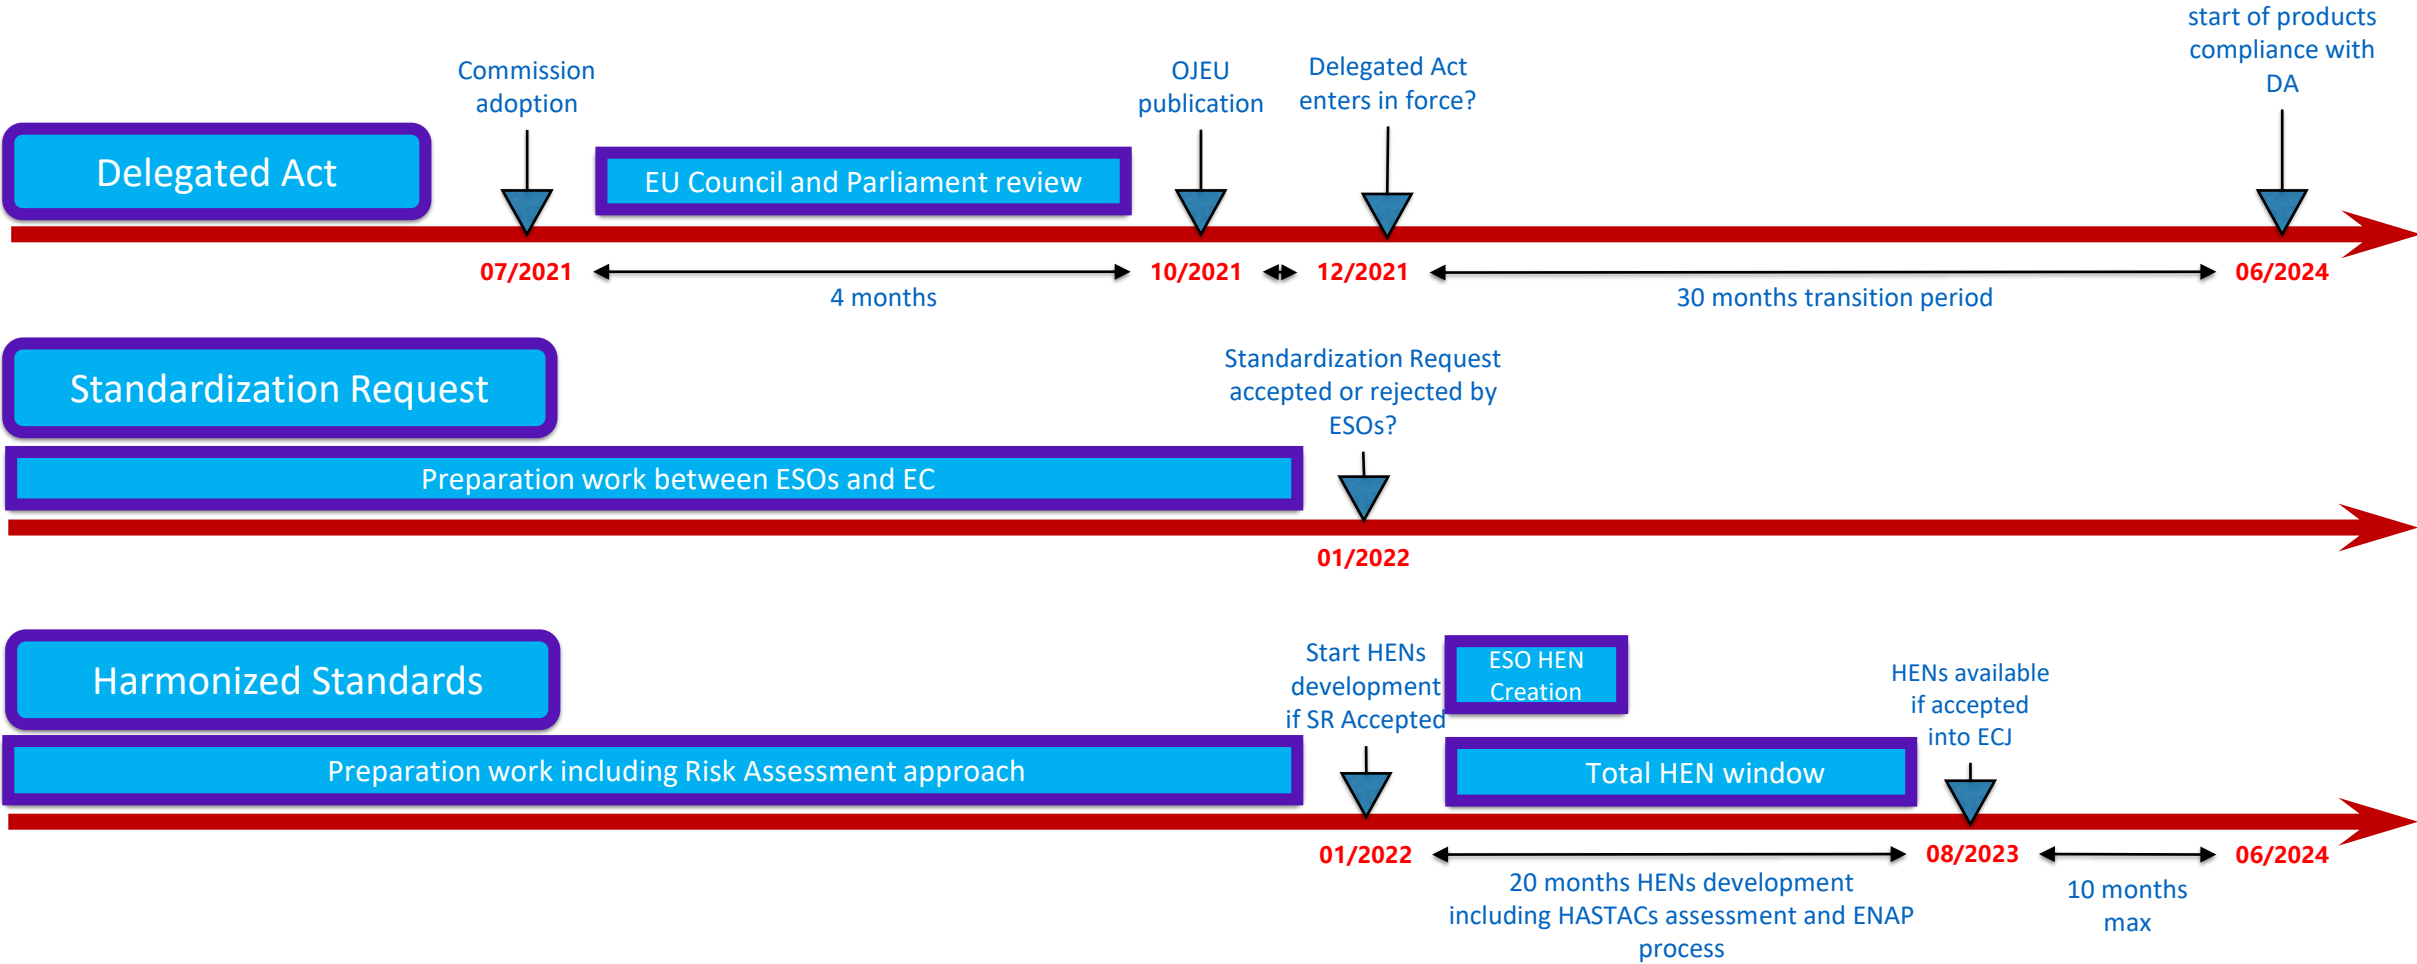 start of products
compliance with
DA
Commission
adoption
OJEU
publication
Delegated Act
enters in force?
Delegated Act
EU Council and Parliament review
07/2021
10/2021
12/2021
06/2024
4 months
30 months transition period
Standardization Request
Standardization Request
accepted or rejected by
ESOs?
Preparation work between ESOs and EC
01/2022
Harmonized Standards
Start HENs
development
if SR Accepted
ESO HEN
Creation
HENs available
if accepted
into ECJ
Preparation work including Risk Assessment approach
Total HEN window
01/2022
08/2023
06/2024
20 months HENs development
including HASTACs assessment and ENAP
process
10 months
max